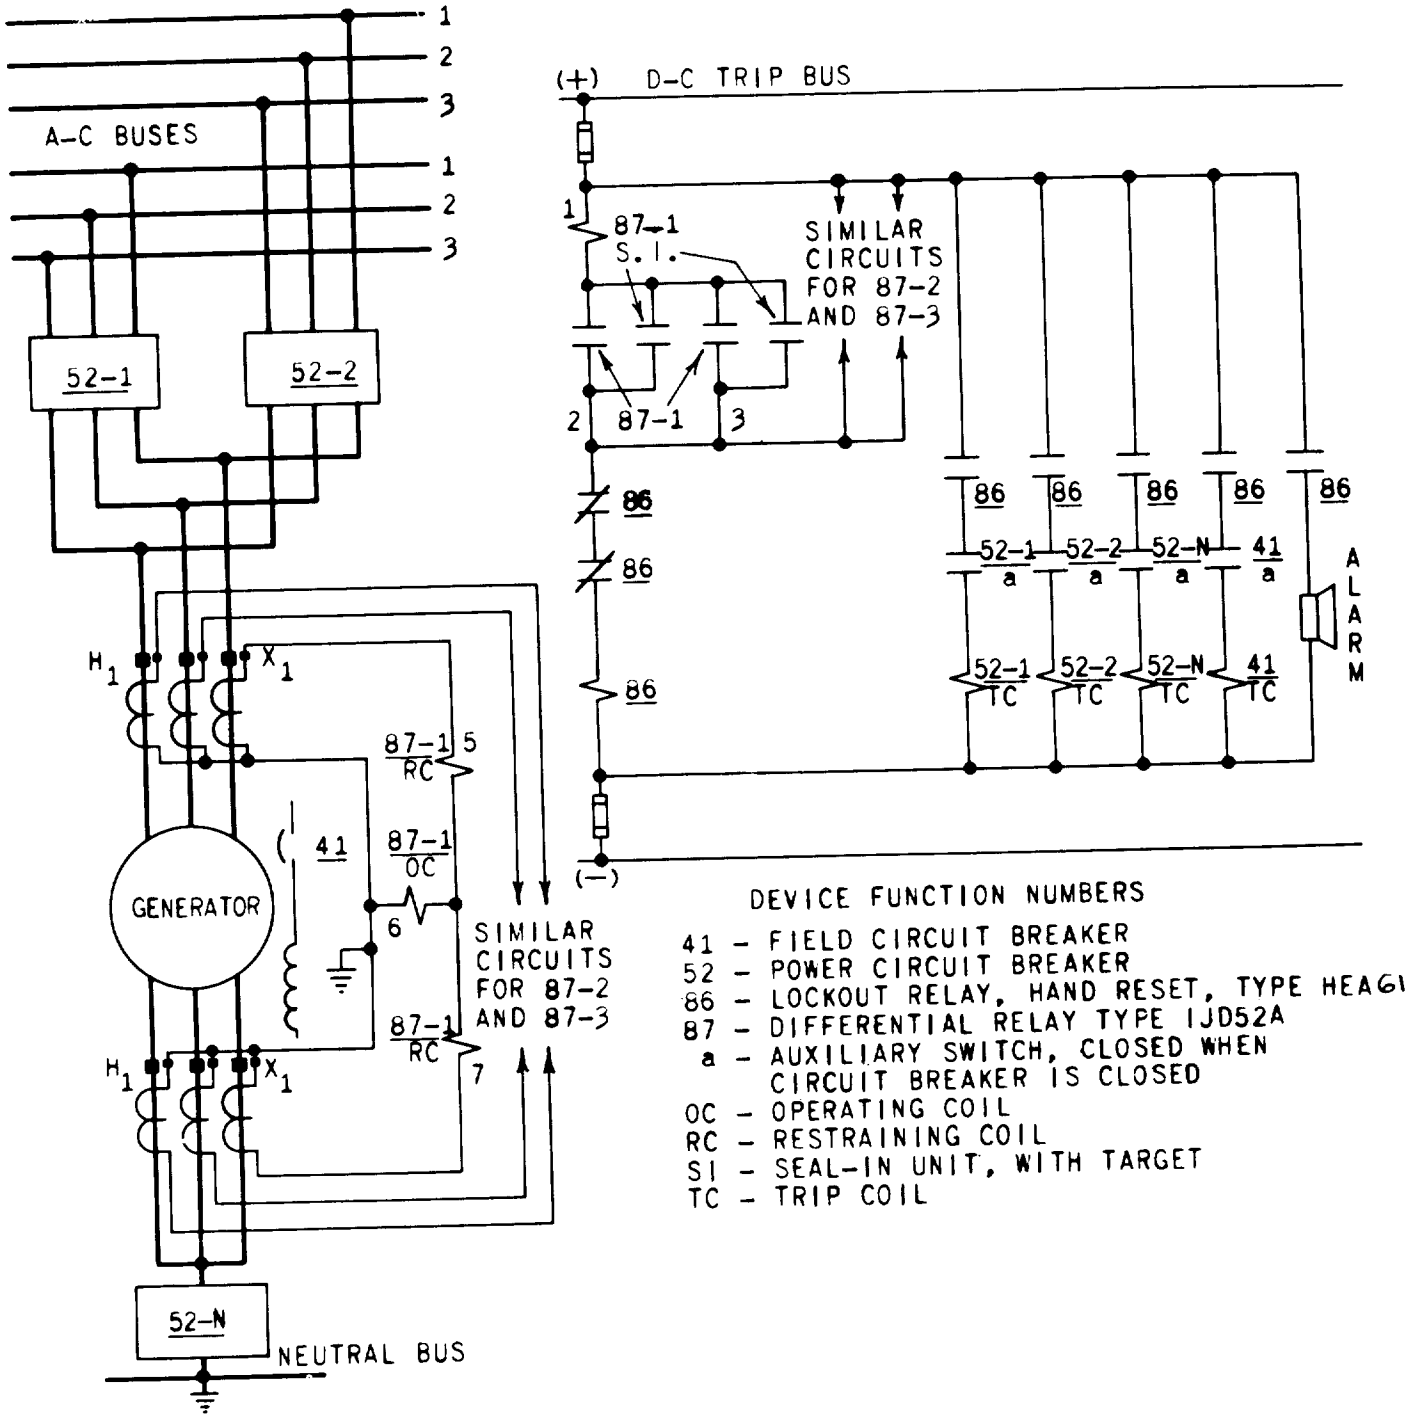 1
2
3
A-C BUSES
1
2
3
52-1
52-2
(+) D-C TRIP BUS
1
87-1
S.I.
SIMILAR
CIRCUITS
FOR 87-2
AND 87-3
2
87-1
3
86
86
86
86 86 86 86 86
52-1
a
52-2
a
52-N
a
41
a
52-1
TC
52-2
TC
52-N
TC
41
TC
ALARM
(-)
H1 X1
87-1
RC
5
41
87-1
OC
6
GENERATOR
SIMILAR
CIRCUITS
FOR 87-2
AND 87-3
87-1
RC
7
H1 X1
52-N
NEUTRAL BUS
DEVICE FUNCTION NUMBERS
41 - FIELD CIRCUIT BREAKER
52 - POWER CIRCUIT BREAKER
86 - LOCKOUT RELAY, HAND RESET, TYPE HEA61
87 - DIFFERENTIAL RELAY TYPE IJD52A
a - AUXILIARY SWITCH, CLOSED WHEN
CIRCUIT BREAKER IS CLOSED
OC - OPERATING COIL
RC - RESTRAINING COIL
SI - SEAL-IN UNIT, WITH TARGET
TC - TRIP COIL